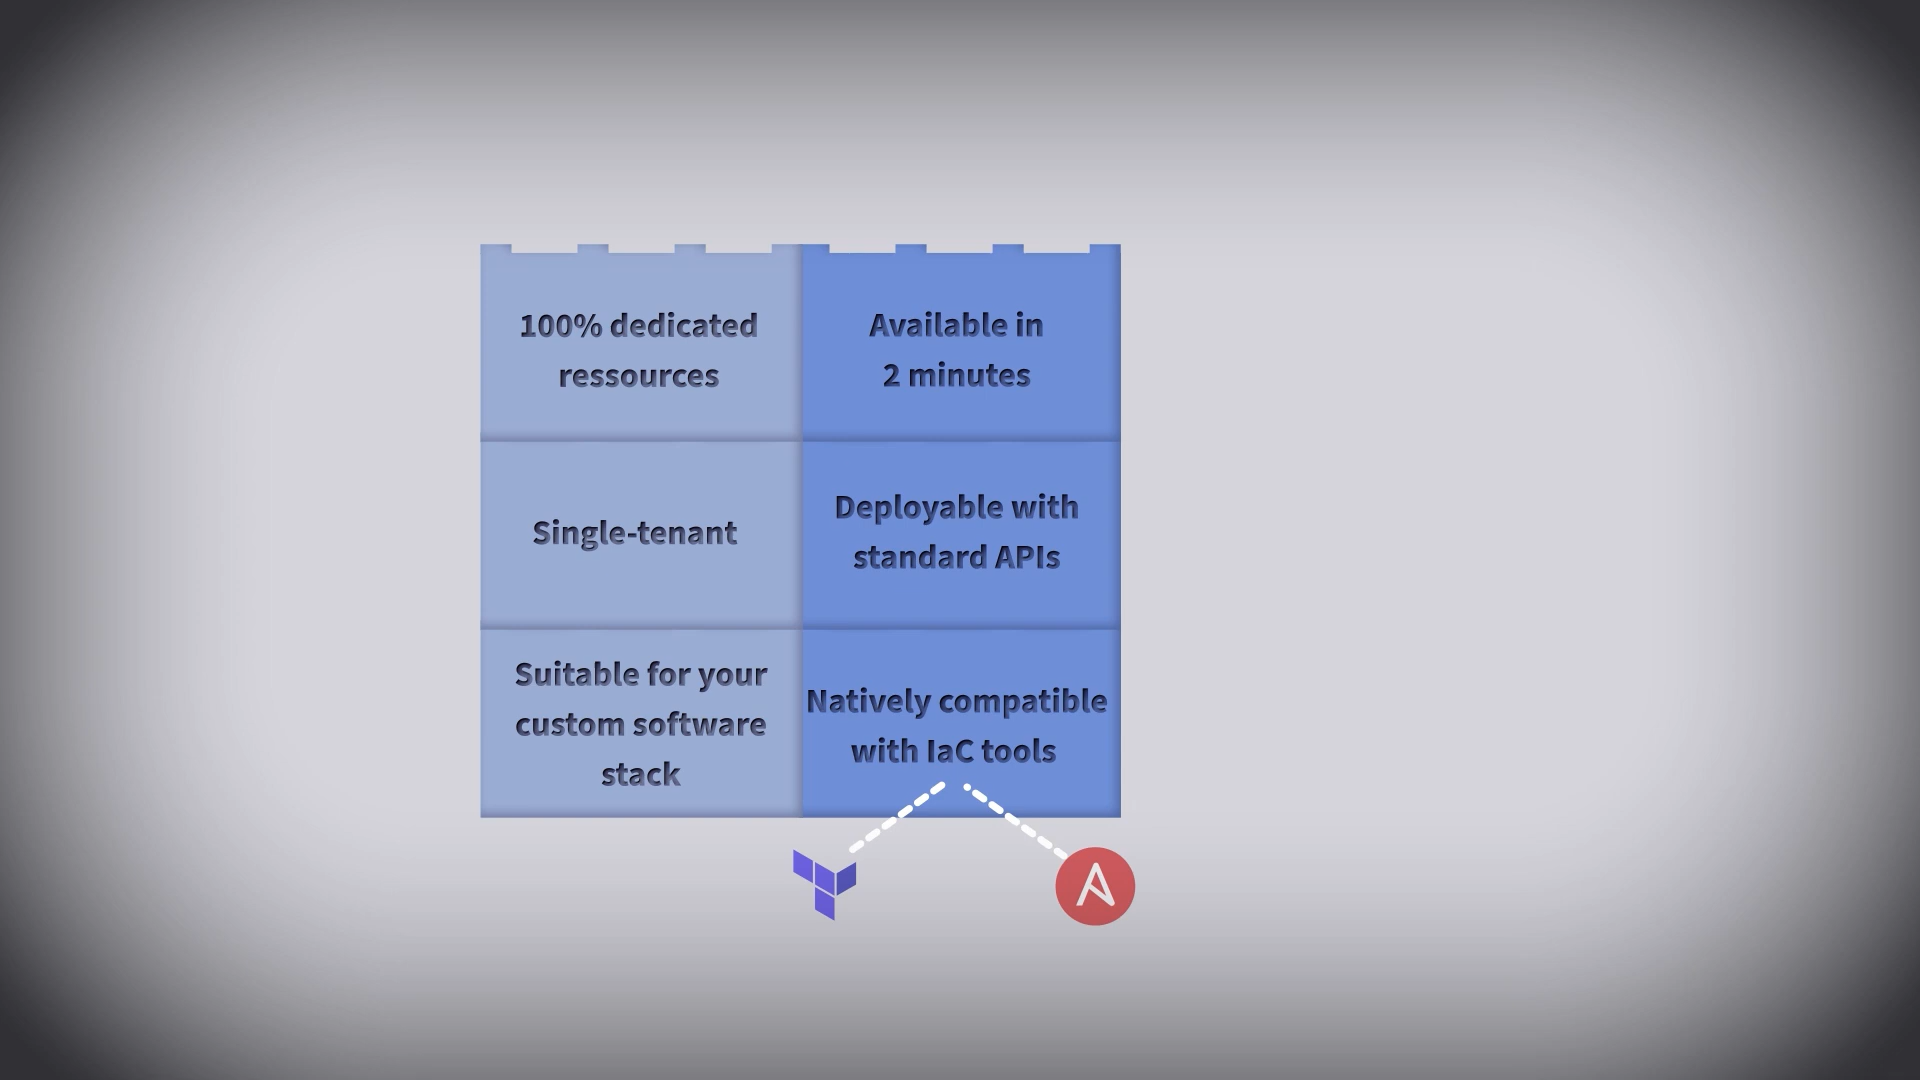 100% dedicated
ressources
Available in
2 minutes
Single-tenant
Deployable with
standard APIs
Suitable for your
custom software
stack
Natively compatible
with IaC tools